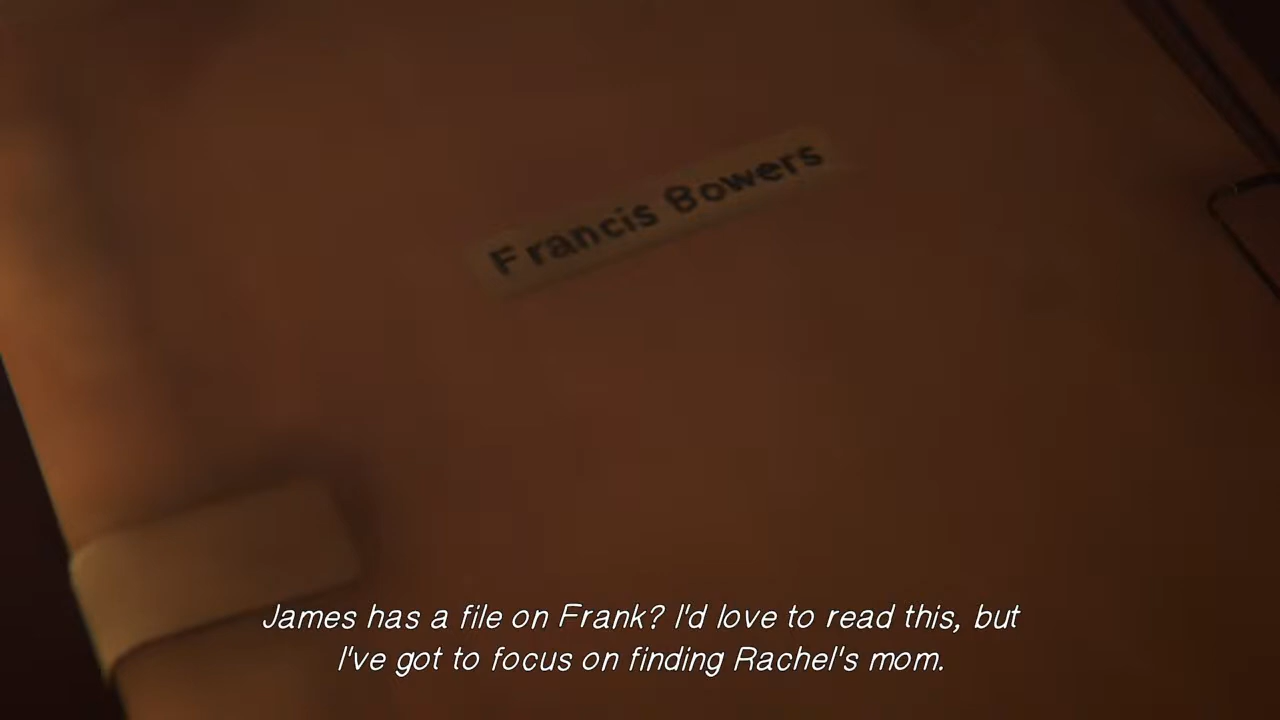 Francis Bowers
James has a file on Frank? I'd love to read this, but
I've got to focus on finding Rachel's mom.